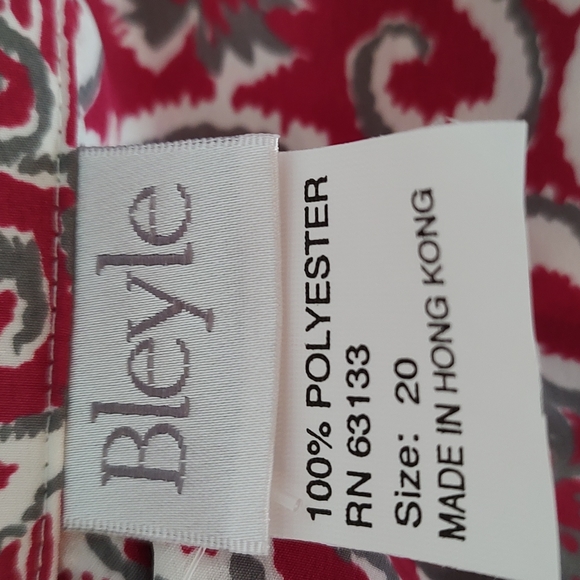 Bleyle
100% POLYESTER
RN 63133
Size: 20
MADE IN HONG KONG